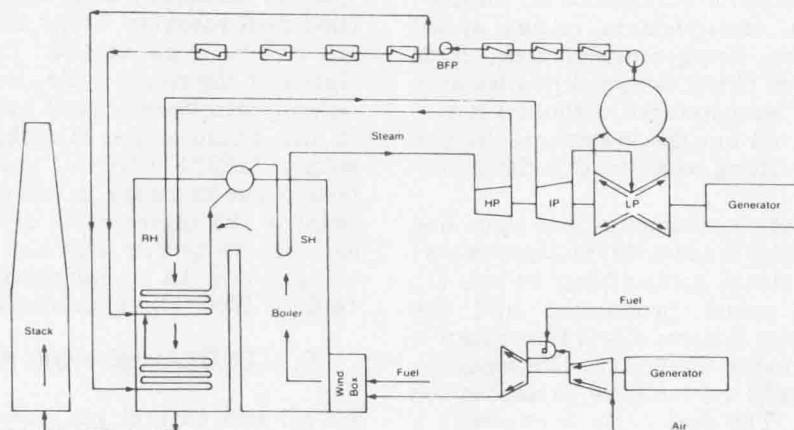 BFP
Steam
HP
IP
LP
Generator
RH
SH
Stack
Boiler
Wind
Box
Fuel
Fuel
Generator
Air